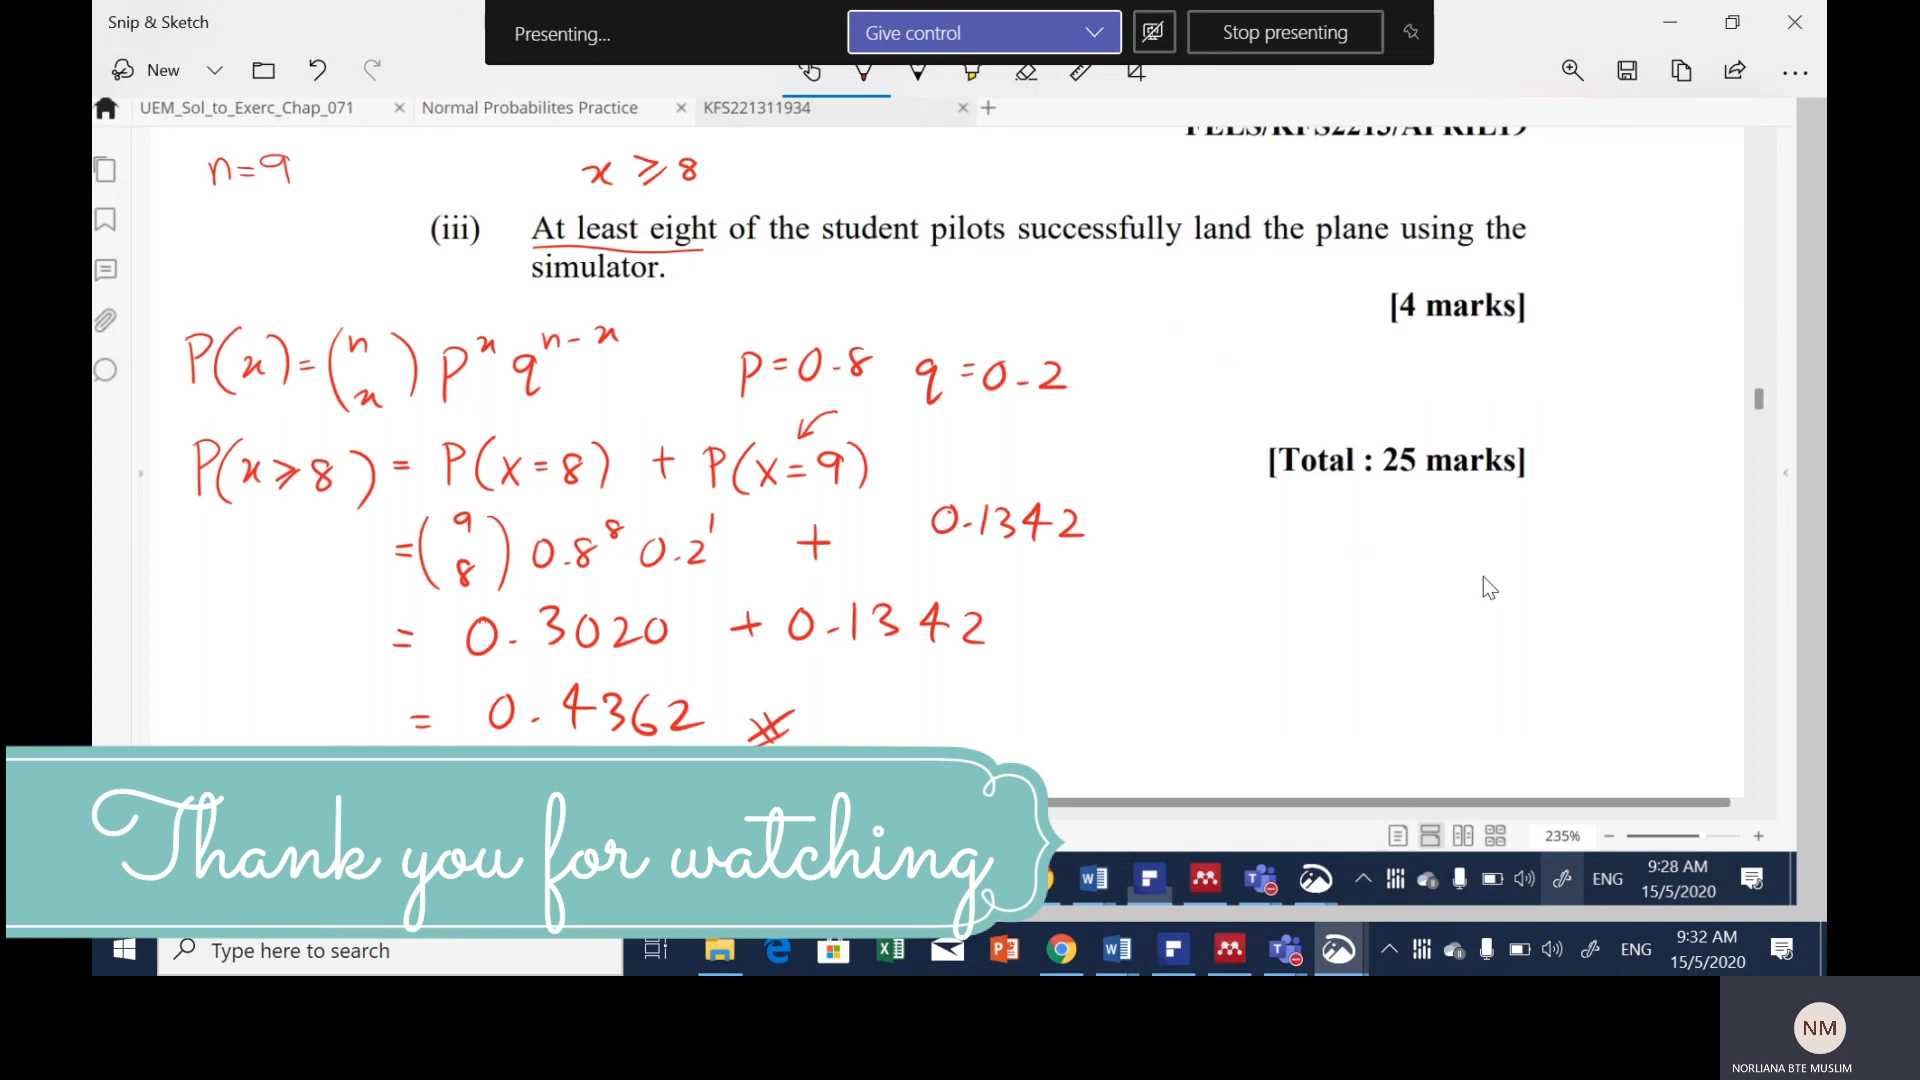 Snip & Sketch
Presenting...
Give control
Stop presenting
New
UEM_Sol_to_Exerc_Chap_071
Normal Probabilites Practice
KFS221311934
n=9
x ⩾ 8
(iii) At least eight of the student pilots successfully land the plane using the
simulator.
[4 marks]
P(x) = (n x) p^x q^(n-x)
p=0.8 q=0.2
P(x⩾8) = P(X=8) + P(X=9)
[Total : 25 marks]
= (9 8) 0.8^8 0.2^1 + 0.1342
= 0.3020 + 0.1342
= 0.4362
Thank you for watching
235%
ENG
9:28 AM
15/5/2020
Type here to search
ENG
9:32 AM
15/5/2020
NM
NORLIANA BTE MUSLIM